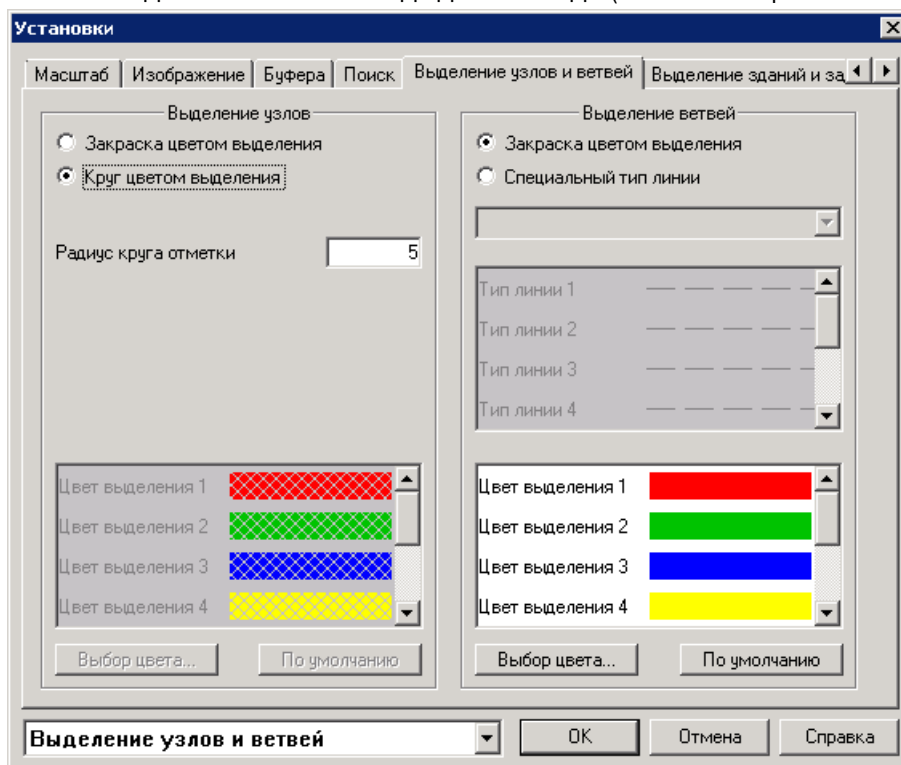 Установки
Масштаб Изображение Буфера Поиск Выделение узлов и ветвей Выделение зданий и за
Выделение узлов
Закраска цветом выделения
Круг цветом выделения
Радиус круга отметки 5
Цвет выделения 1
Цвет выделения 2
Цвет выделения 3
Цвет выделения 4
Выбор цвета... По умолчанию
Выделение ветвей
Закраска цветом выделения
Специальный тип линии
Тип линии 1
Тип линии 2
Тип линии 3
Тип линии 4
Цвет выделения 1
Цвет выделения 2
Цвет выделения 3
Цвет выделения 4
Выбор цвета... По умолчанию
Выделение узлов и ветвей OK Отмена Справка